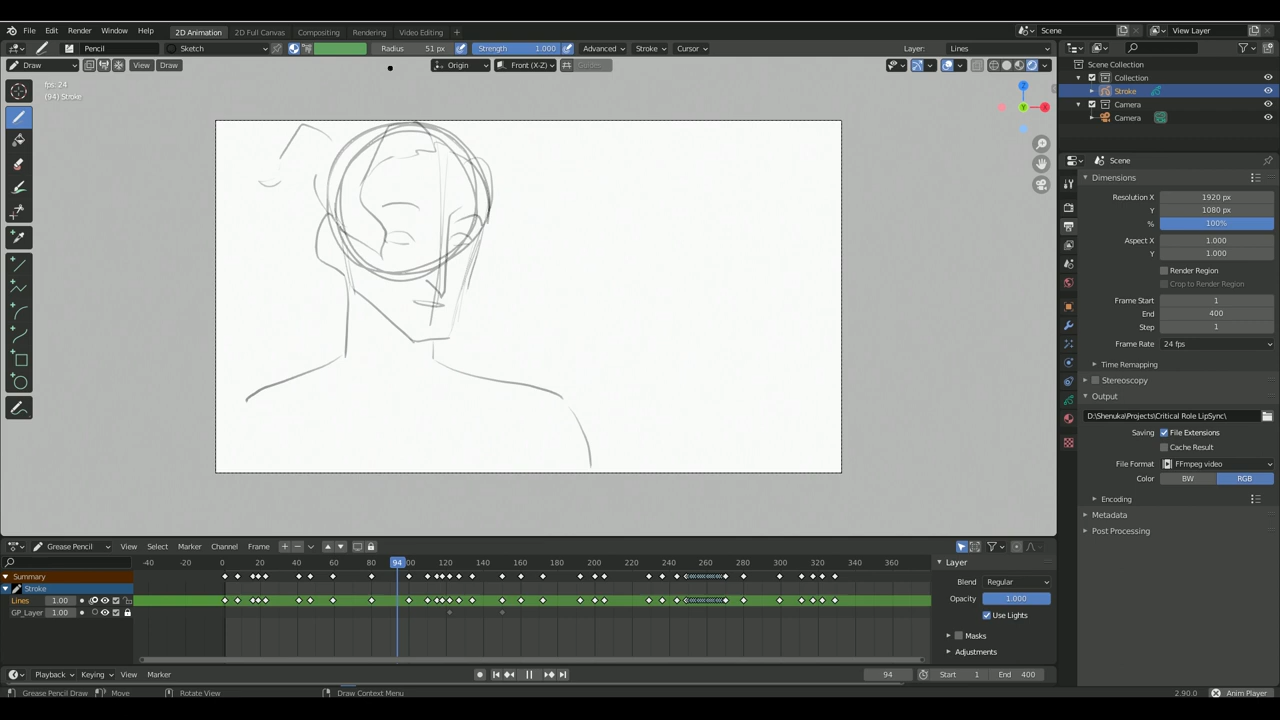 File Edit Render Window Help 2D Animation 2D Full Canvas Compositing Rendering Video Editing Scene View Layer
Pencil Sketch Radius 51 px Strength 1.000 Advanced Stroke Cursor Layer: Lines
Draw View Draw Origin Front (X-Z) Guides
fps: 24
(94) Stroke
Z
Y
X
Scene Collection
Collection
Stroke
Camera
Camera
Scene
Dimensions
Resolution X 1920 px
Y 1080 px
% 100%
Aspect X 1.000
Y 1.000
Render Region
Crop to Render Region
Frame Start 1
End 400
Step 1
Frame Rate 24 fps
Time Remapping
Stereoscopy
Output
D:\Shenuka\Projects\Critical Role LipSync\
Saving File Extensions
Cache Result
File Format FFmpeg video
Color BW RGB
Encoding
Metadata
Post Processing
Grease Pencil View Select Marker Channel Frame
-40 -20 0 20 40 60 80 94 00 120 140 160 180 200 220 240 260 280 300 320 340 360
Summary
Stroke
Lines 1.00
GP_Layer 1.00
Layer
Blend Regular
Opacity 1.000
Use Lights
Masks
Adjustments
Playback Keying View Marker 94 Start 1 End 400
Grease Pencil Draw Move Rotate View Draw Context Menu 2.90.0 Anim Player